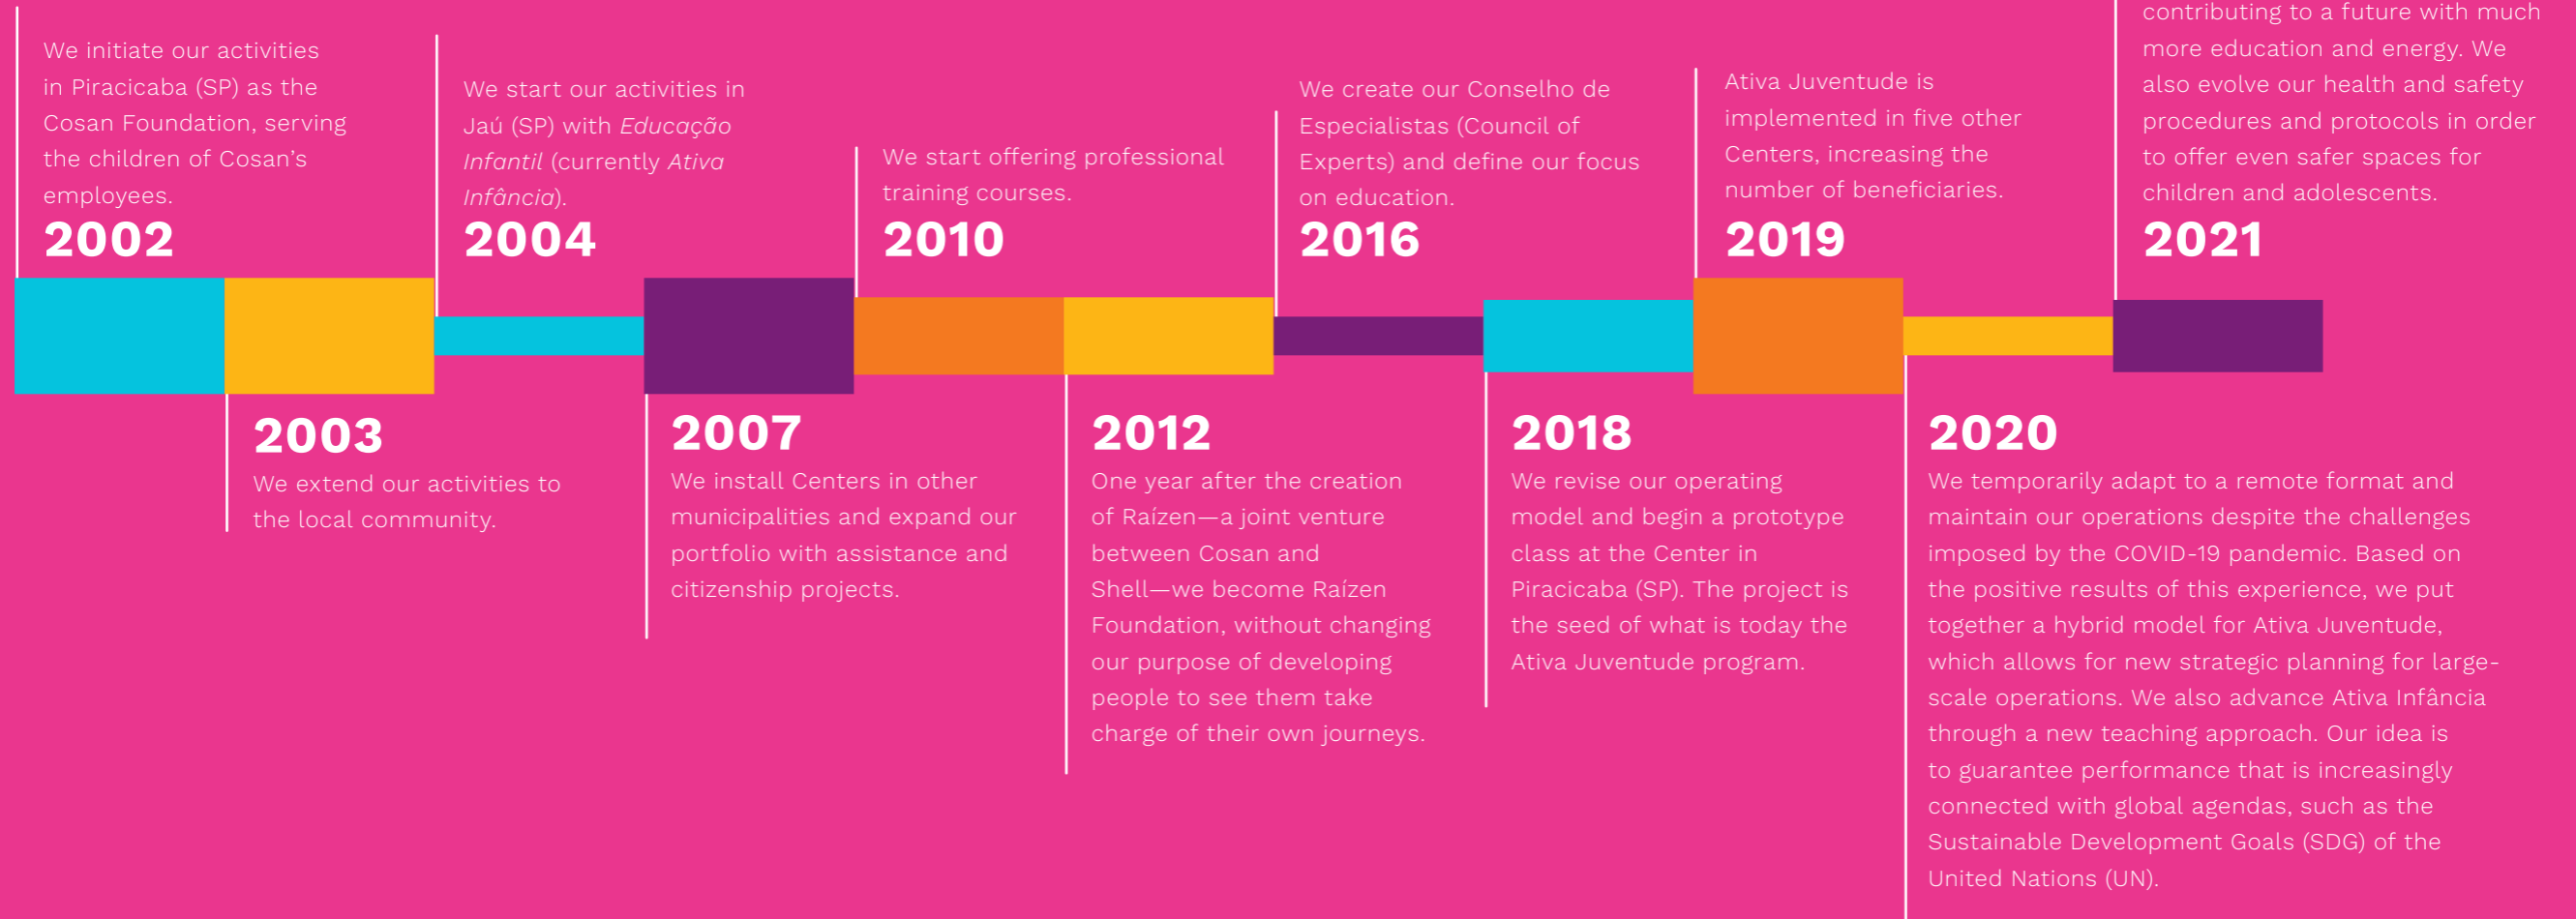 We initiate our activities
in Piracicaba (SP) as the
Cosan Foundation, serving
the children of Cosan’s
employees.
2002
2003
We extend our activities to
the local community.
We start our activities in
Jaú (SP) with Educação
Infantil (currently Ativa
Infância).
2004
2007
We install Centers in other
municipalities and expand our
portfolio with assistance and
citizenship projects.
We start offering professional
training courses.
2010
2012
One year after the creation
of Raízen—a joint venture
between Cosan and
Shell—we become Raízen
Foundation, without changing
our purpose of developing
people to see them take
charge of their own journeys.
We create our Conselho de
Especialistas (Council of
Experts) and define our focus
on education.
2016
2018
We revise our operating
model and begin a prototype
class at the Center in
Piracicaba (SP). The project is
the seed of what is today the
Ativa Juventude program.
Ativa Juventude is
implemented in five other
Centers, increasing the
number of beneficiaries.
2019
2020
We temporarily adapt to a remote format and
maintain our operations despite the challenges
imposed by the COVID-19 pandemic. Based on
the positive results of this experience, we put
together a hybrid model for Ativa Juventude,
which allows for new strategic planning for large-
scale operations. We also advance Ativa Infância
through a new teaching approach. Our idea is
to guarantee performance that is increasingly
connected with global agendas, such as the
Sustainable Development Goals (SDG) of the
United Nations (UN).
contributing to a future with much
more education and energy. We
also evolve our health and safety
procedures and protocols in order
to offer even safer spaces for
children and adolescents.
2021